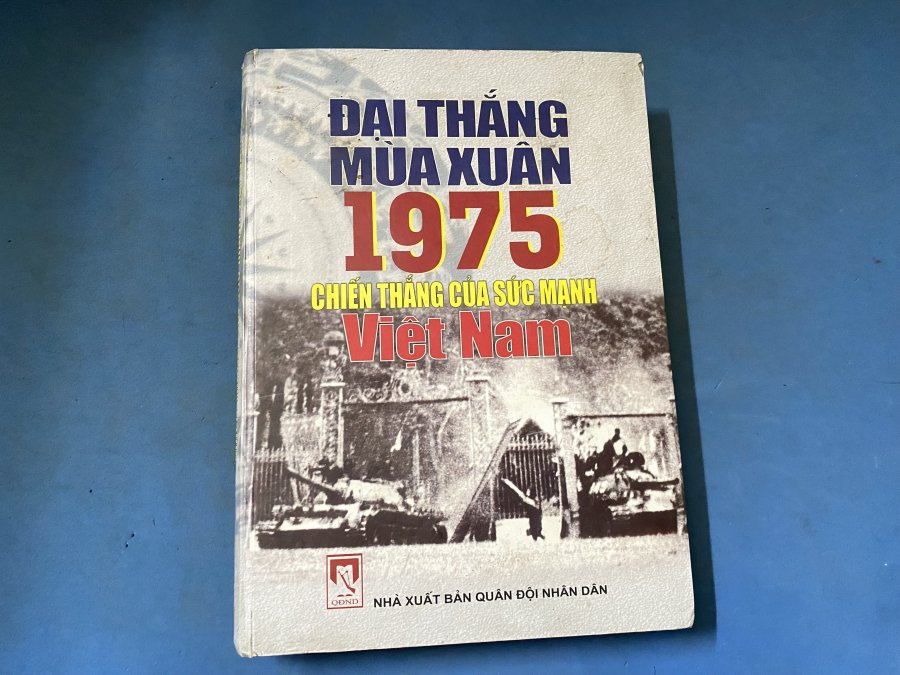 ĐẠI THẮNG
MÙA XUÂN
1975
CHIẾN THẮNG CỦA SỨC MẠNH
Việt Nam
QĐND
NHÀ XUẤT BẢN QUÂN ĐỘI NHÂN DÂN